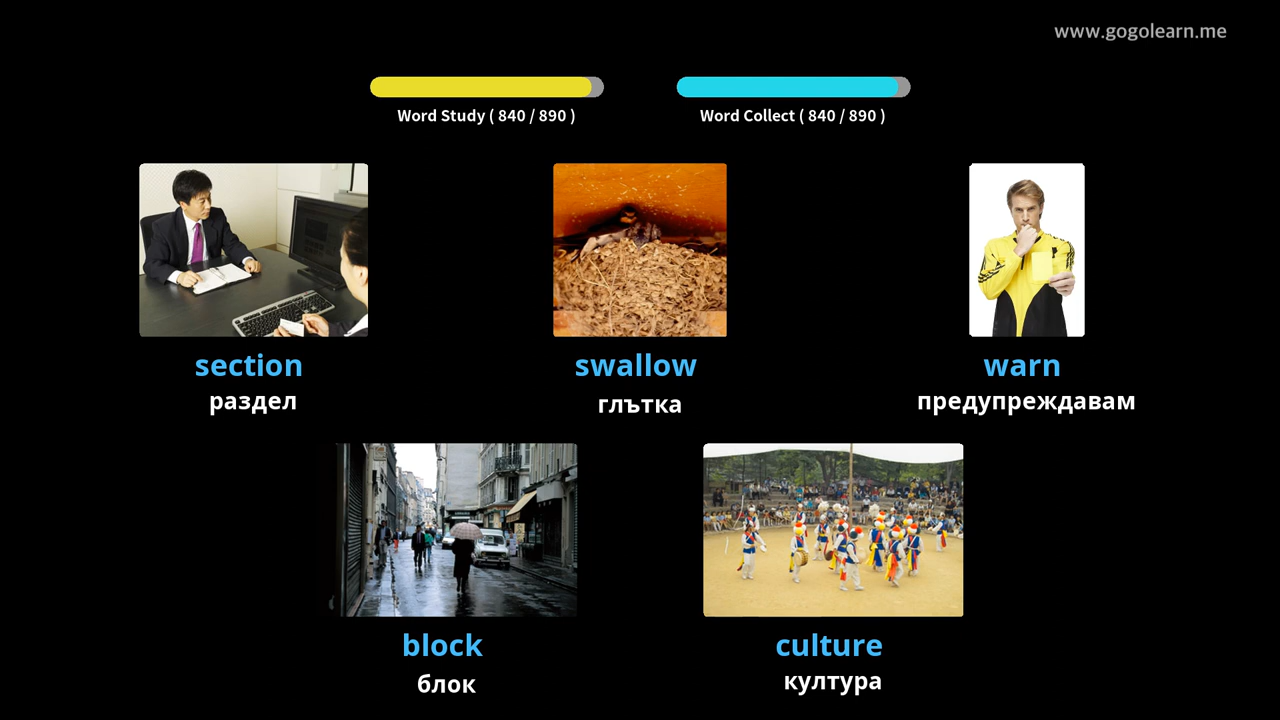 www.gogolearn.me
Word Study ( 840 / 890 )
Word Collect ( 840 / 890 )
section
раздел
swallow
глътка
warn
предупреждавам
block
блок
culture
култура